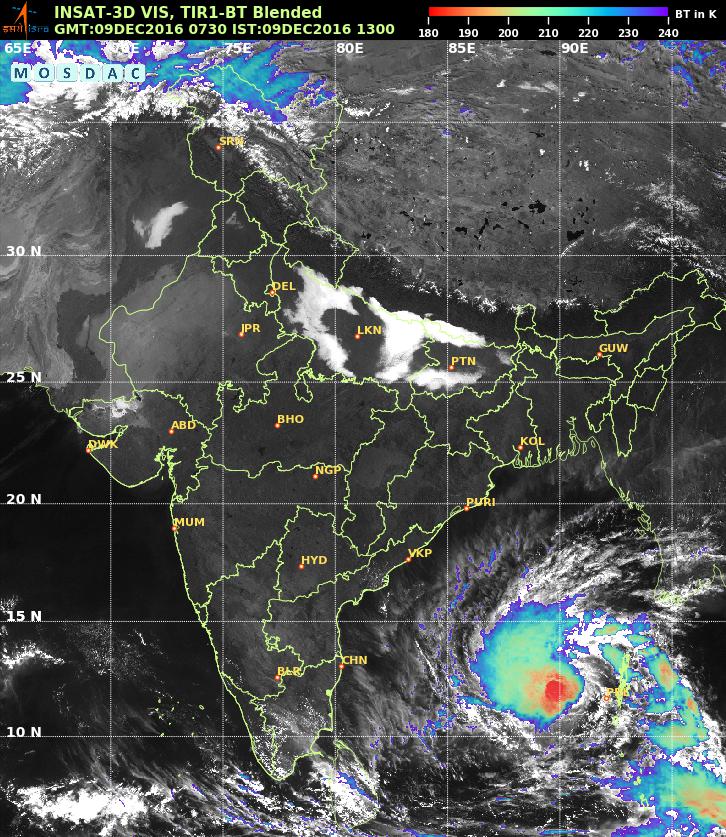 INSAT-3D VIS, TIR1-BT Blended
GMT:09DEC2016 0730 IST:09DEC2016 1300
BT in K
180 190 200 210 220 230 240
65E 70E 75E 80E 85E 90E
M O S D A C
SRN
30 N
DEL
JPR LKN
GUW
PTN
25 N
ABD BHO
DWK KOL
NGP
20 N
PURI
MUM
VKP
HYD
15 N
CHN
BLR
10 N